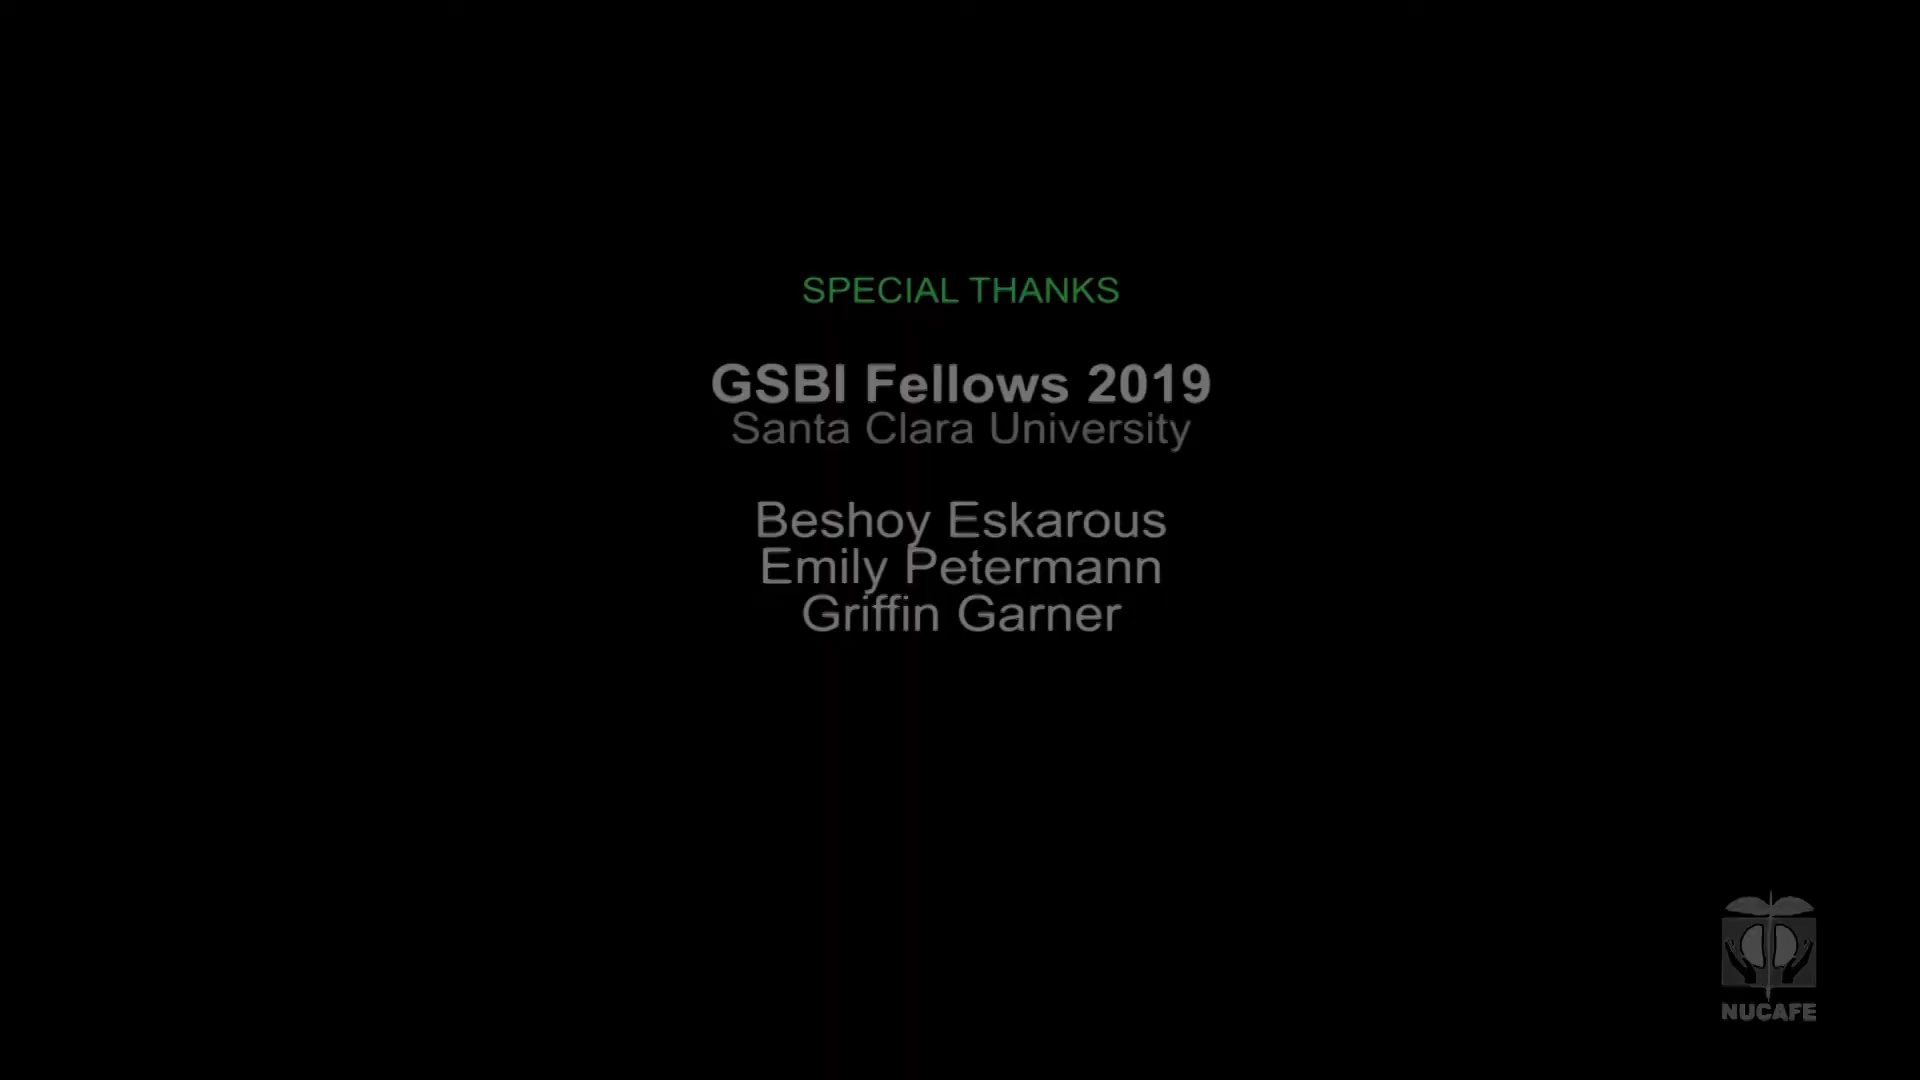 SPECIAL THANKS
GSBI Fellows 2019
Santa Clara University
Beshoy Eskarous
Emily Petermann
Griffin Garner
NUCAFE